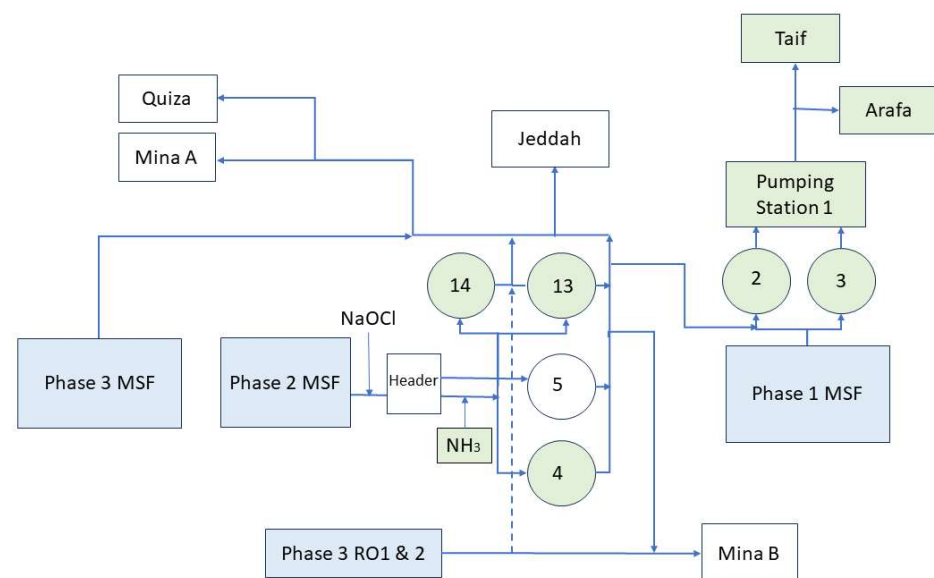 Taif
Quiza
Arafa
Mina A
Jeddah
Pumping
Station 1
14
13
2
3
NaOCl
Phase 3 MSF
Phase 2 MSF
Header
5
Phase 1 MSF
NH₃
4
Phase 3 RO1 & 2
Mina B